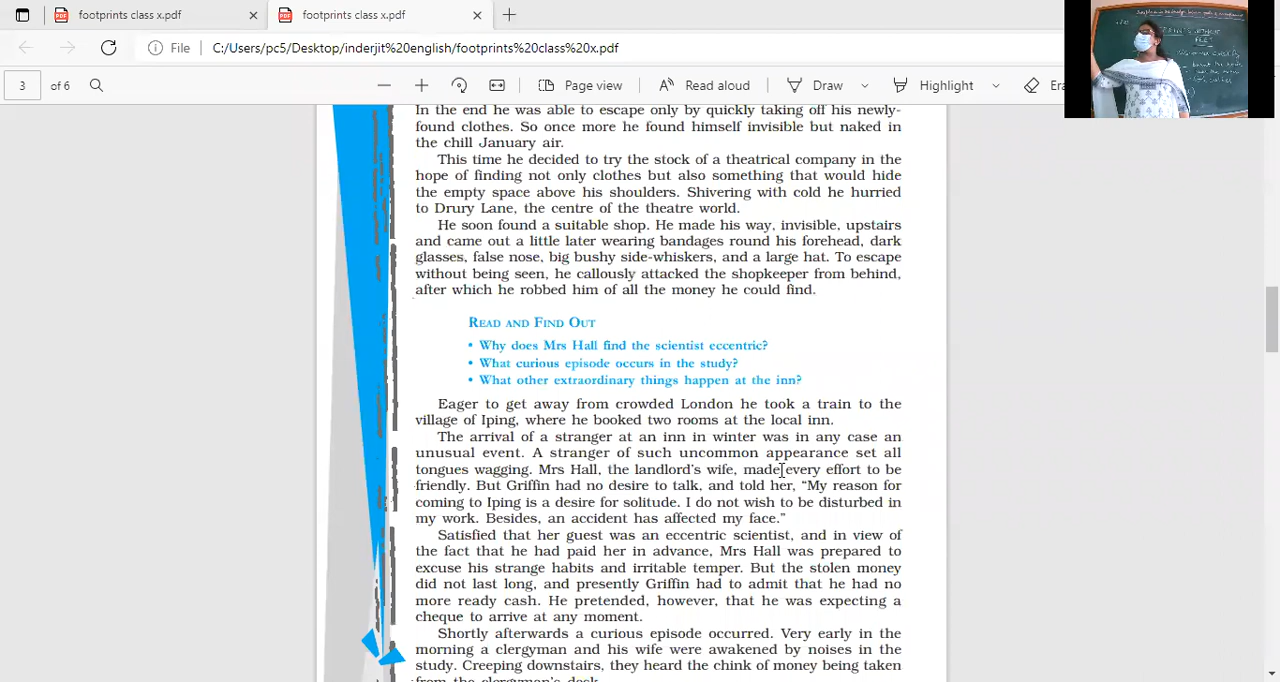 footprints class x.pdf
footprints class x.pdf
File C:/Users/pc5/Desktop/inderjit%20english/footprints%20class%20x.pdf
3 of 6
Page view
Read aloud
Draw
Highlight
In the end he was able to escape only by quickly taking off his newly-
found clothes. So once more he found himself invisible but naked in
the chill January air.
This time he decided to try the stock of a theatrical company in the
hope of finding not only clothes but also something that would hide
the empty space above his shoulders. Shivering with cold he hurried
to Drury Lane, the centre of the theatre world.
He soon found a suitable shop. He made his way, invisible, upstairs
and came out a little later wearing bandages round his forehead, dark
glasses, false nose, big bushy side-whiskers, and a large hat. To escape
without being seen, he callously attacked the shopkeeper from behind,
after which he robbed him of all the money he could find.
READ AND FIND OUT
• Why does Mrs Hall find the scientist eccentric?
• What curious episode occurs in the study?
• What other extraordinary things happen at the inn?
Eager to get away from crowded London he took a train to the
village of Iping, where he booked two rooms at the local inn.
The arrival of a stranger at an inn in winter was in any case an
unusual event. A stranger of such uncommon appearance set all
tongues wagging. Mrs Hall, the landlord's wife, made every effort to be
friendly. But Griffin had no desire to talk, and told her, “My reason for
coming to Iping is a desire for solitude. I do not wish to be disturbed in
my work. Besides, an accident has affected my face.”
Satisfied that her guest was an eccentric scientist, and in view of
the fact that he had paid her in advance, Mrs Hall was prepared to
excuse his strange habits and irritable temper. But the stolen money
did not last long, and presently Griffin had to admit that he had no
more ready cash. He pretended, however, that he was expecting a
cheque to arrive at any moment.
Shortly afterwards a curious episode occurred. Very early in the
morning a clergyman and his wife were awakened by noises in the
study. Creeping downstairs, they heard the chink of money being taken
from the clergyman's desk.